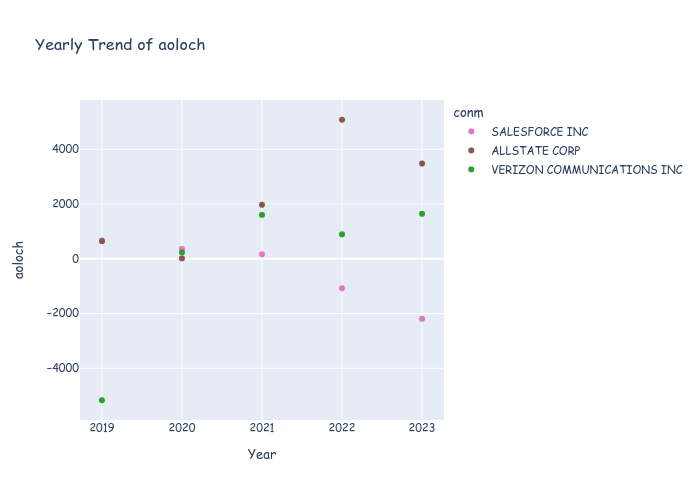 Yearly Trend of aoloch
conm
SALESFORCE INC
ALLSTATE CORP
VERIZON COMMUNICATIONS INC
aoloch
4000
2000
0
−2000
−4000
2019 2020 2021 2022 2023
Year